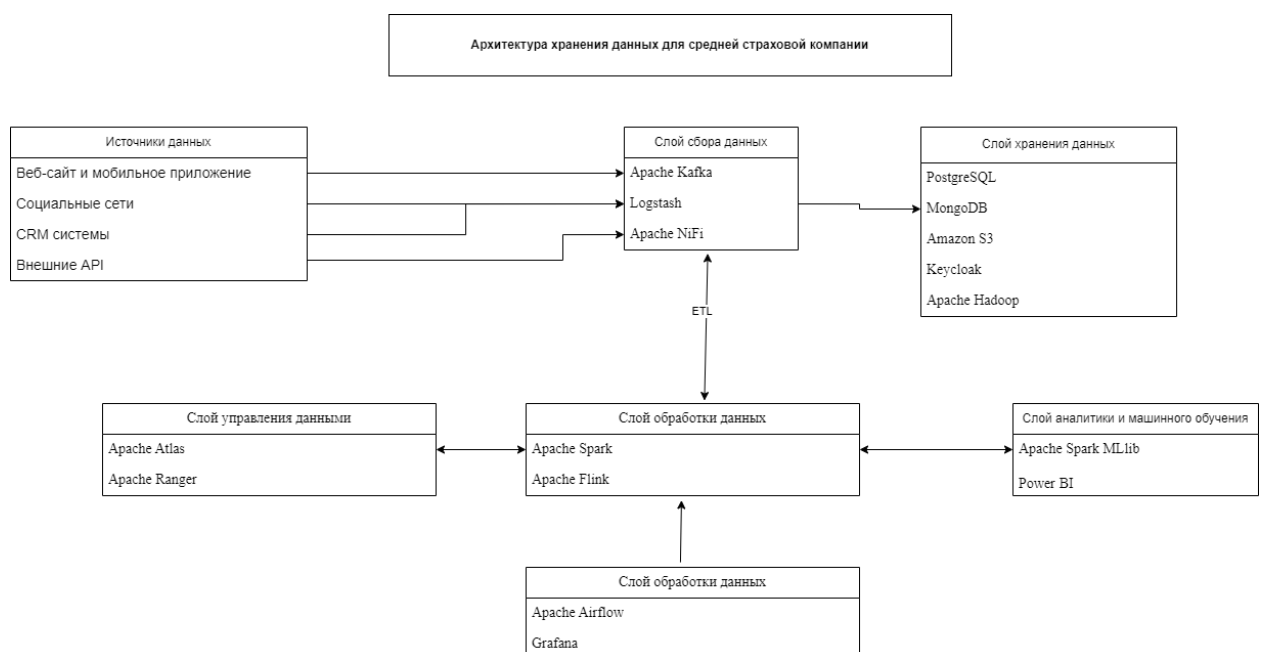 Архитектура хранения данных для средней страховой компании
Источники данных
Веб-сайт и мобильное приложение
Социальные сети
CRM системы
Внешние API
Слой сбора данных
Apache Kafka
Logstash
Apache NiFi
Слой хранения данных
PostgreSQL
MongoDB
Amazon S3
Keycloak
Apache Hadoop
ETL
Слой управления данными
Apache Atlas
Apache Ranger
Слой обработки данных
Apache Spark
Apache Flink
Слой аналитики и машинного обучения
Apache Spark MLlib
Power BI
Слой обработки данных
Apache Airflow
Grafana